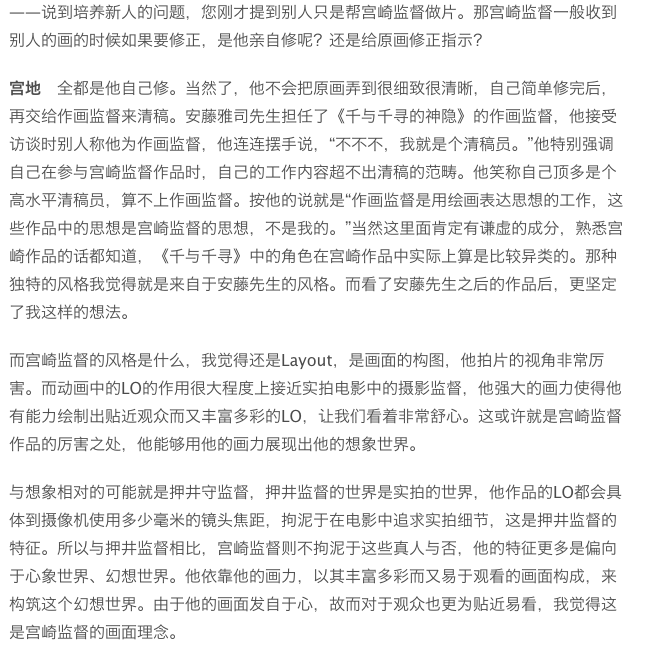 ——说到培养新人的问题，您刚才提到别人只是帮宫崎监督做片。那宫崎监督一般收到
别人的画的时候如果要修正，是他亲自修呢？还是给原画修正指示？
宫地　全都是他自己修。当然了，他不会把原画弄到很细致很清晰，自己简单修完后，
再交给作画监督来清稿。安藤雅司先生担任了《千与千寻的神隐》的作画监督，他接受
访谈时别人称他为作画监督，他连连摆手说，“不不不，我就是个清稿员。”他特别强调
自己在参与宫崎监督作品时，自己的工作内容超不出清稿的范畴。他笑称自己顶多是个
高水平清稿员，算不上作画监督。按他的说就是“作画监督是用绘画表达思想的工作，这
些作品中的思想是宫崎监督的思想，不是我的。”当然这里面肯定有谦虚的成分，熟悉宫
崎作品的话都知道，《千与千寻》中的角色在宫崎作品中实际上算是比较异类的。那种
独特的风格我觉得就是来自于安藤先生的风格。而看了安藤先生之后的作品后，更坚定
了我这样的想法。
而宫崎监督的风格是什么，我觉得还是Layout，是画面的构图，他拍片的视角非常厉
害。而动画中的LO的作用很大程度上接近实拍电影中的摄影监督，他强大的画力使得他
有能力绘制出贴近观众而又丰富多彩的LO，让我们看着非常舒心。这或许就是宫崎监督
作品的厉害之处，他能够用他的画力展现出他的想象世界。
与想象相对的可能就是押井守监督，押井监督的世界是实拍的世界，他作品的LO都会具
体到摄像机使用多少毫米的镜头焦距，拘泥于在电影中追求实拍细节，这是押井监督的
特征。所以与押井监督相比，宫崎监督则不拘泥于这些真人与否，他的特征更多是偏向
于心象世界、幻想世界。他依靠他的画力，以其丰富多彩而又易于观看的画面构成，来
构筑这个幻想世界。由于他的画面发自于心，故而对于观众也更为贴近易看，我觉得这
是宫崎监督的画面理念。